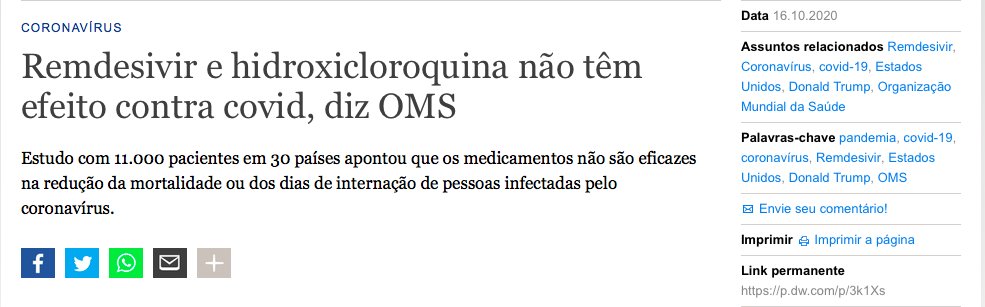 CORONAVÍRUS
Remdesivir e hidroxicloroquina não têm
efeito contra covid, diz OMS
Estudo com 11.000 pacientes em 30 países apontou que os medicamentos não são eficazes
na redução da mortalidade ou dos dias de internação de pessoas infectadas pelo
coronavírus.
Data 16.10.2020
Assuntos relacionados Remdesivir,
Coronavírus, covid-19, Estados
Unidos, Donald Trump, Organização
Mundial da Saúde
Palavras-chave pandemia, covid-19,
coronavírus, Remdesivir, Estados
Unidos, Donald Trump, OMS
Envie seu comentário!
Imprimir Imprimir a página
Link permanente
https://p.dw.com/p/3k1Xs